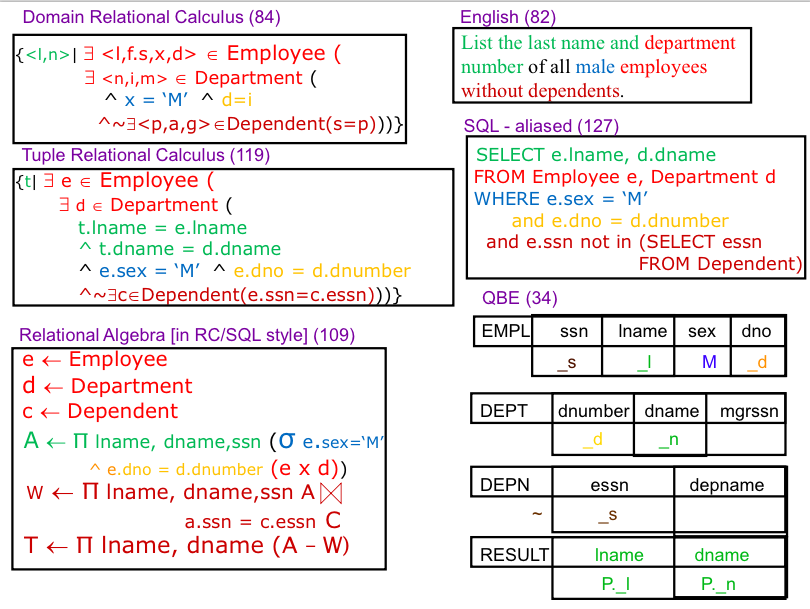 Domain Relational Calculus (84)
{<l,n>| ∃ <l,f.s,x,d> ∈ Employee (
∃ <n,i,m> ∈ Department (
^ x = ‘M’ ^ d=i
^~∃<p,a,g>∈Dependent(s=p)))}
Tuple Relational Calculus (119)
{t| ∃ e ∈ Employee (
∃ d ∈ Department (
t.lname = e.lname
^ t.dname = d.dname
^ e.sex = ‘M’ ^ e.dno = d.dnumber
^~∃c∈Dependent(e.ssn=c.essn)))}
Relational Algebra [in RC/SQL style] (109)
e ← Employee
d ← Department
c ← Dependent
A ← Π lname, dname,ssn (σ e.sex=‘M’
^ e.dno = d.dnumber (e x d))
W ← Π lname, dname,ssn A ⋈
a.ssn = c.essn C
T ← Π lname, dname (A – W)
English (82)
List the last name and department
number of all male employees
without dependents.
SQL - aliased (127)
SELECT e.lname, d.dname
FROM Employee e, Department d
WHERE e.sex = ‘M’
and e.dno = d.dnumber
and e.ssn not in (SELECT essn
FROM Dependent)
QBE (34)
EMPL ssn lname sex dno
_s _l M _d
DEPT dnumber dname mgrssn
_d _n
DEPN essn depname
~ _s
RESULT lname dname
P._l P._n